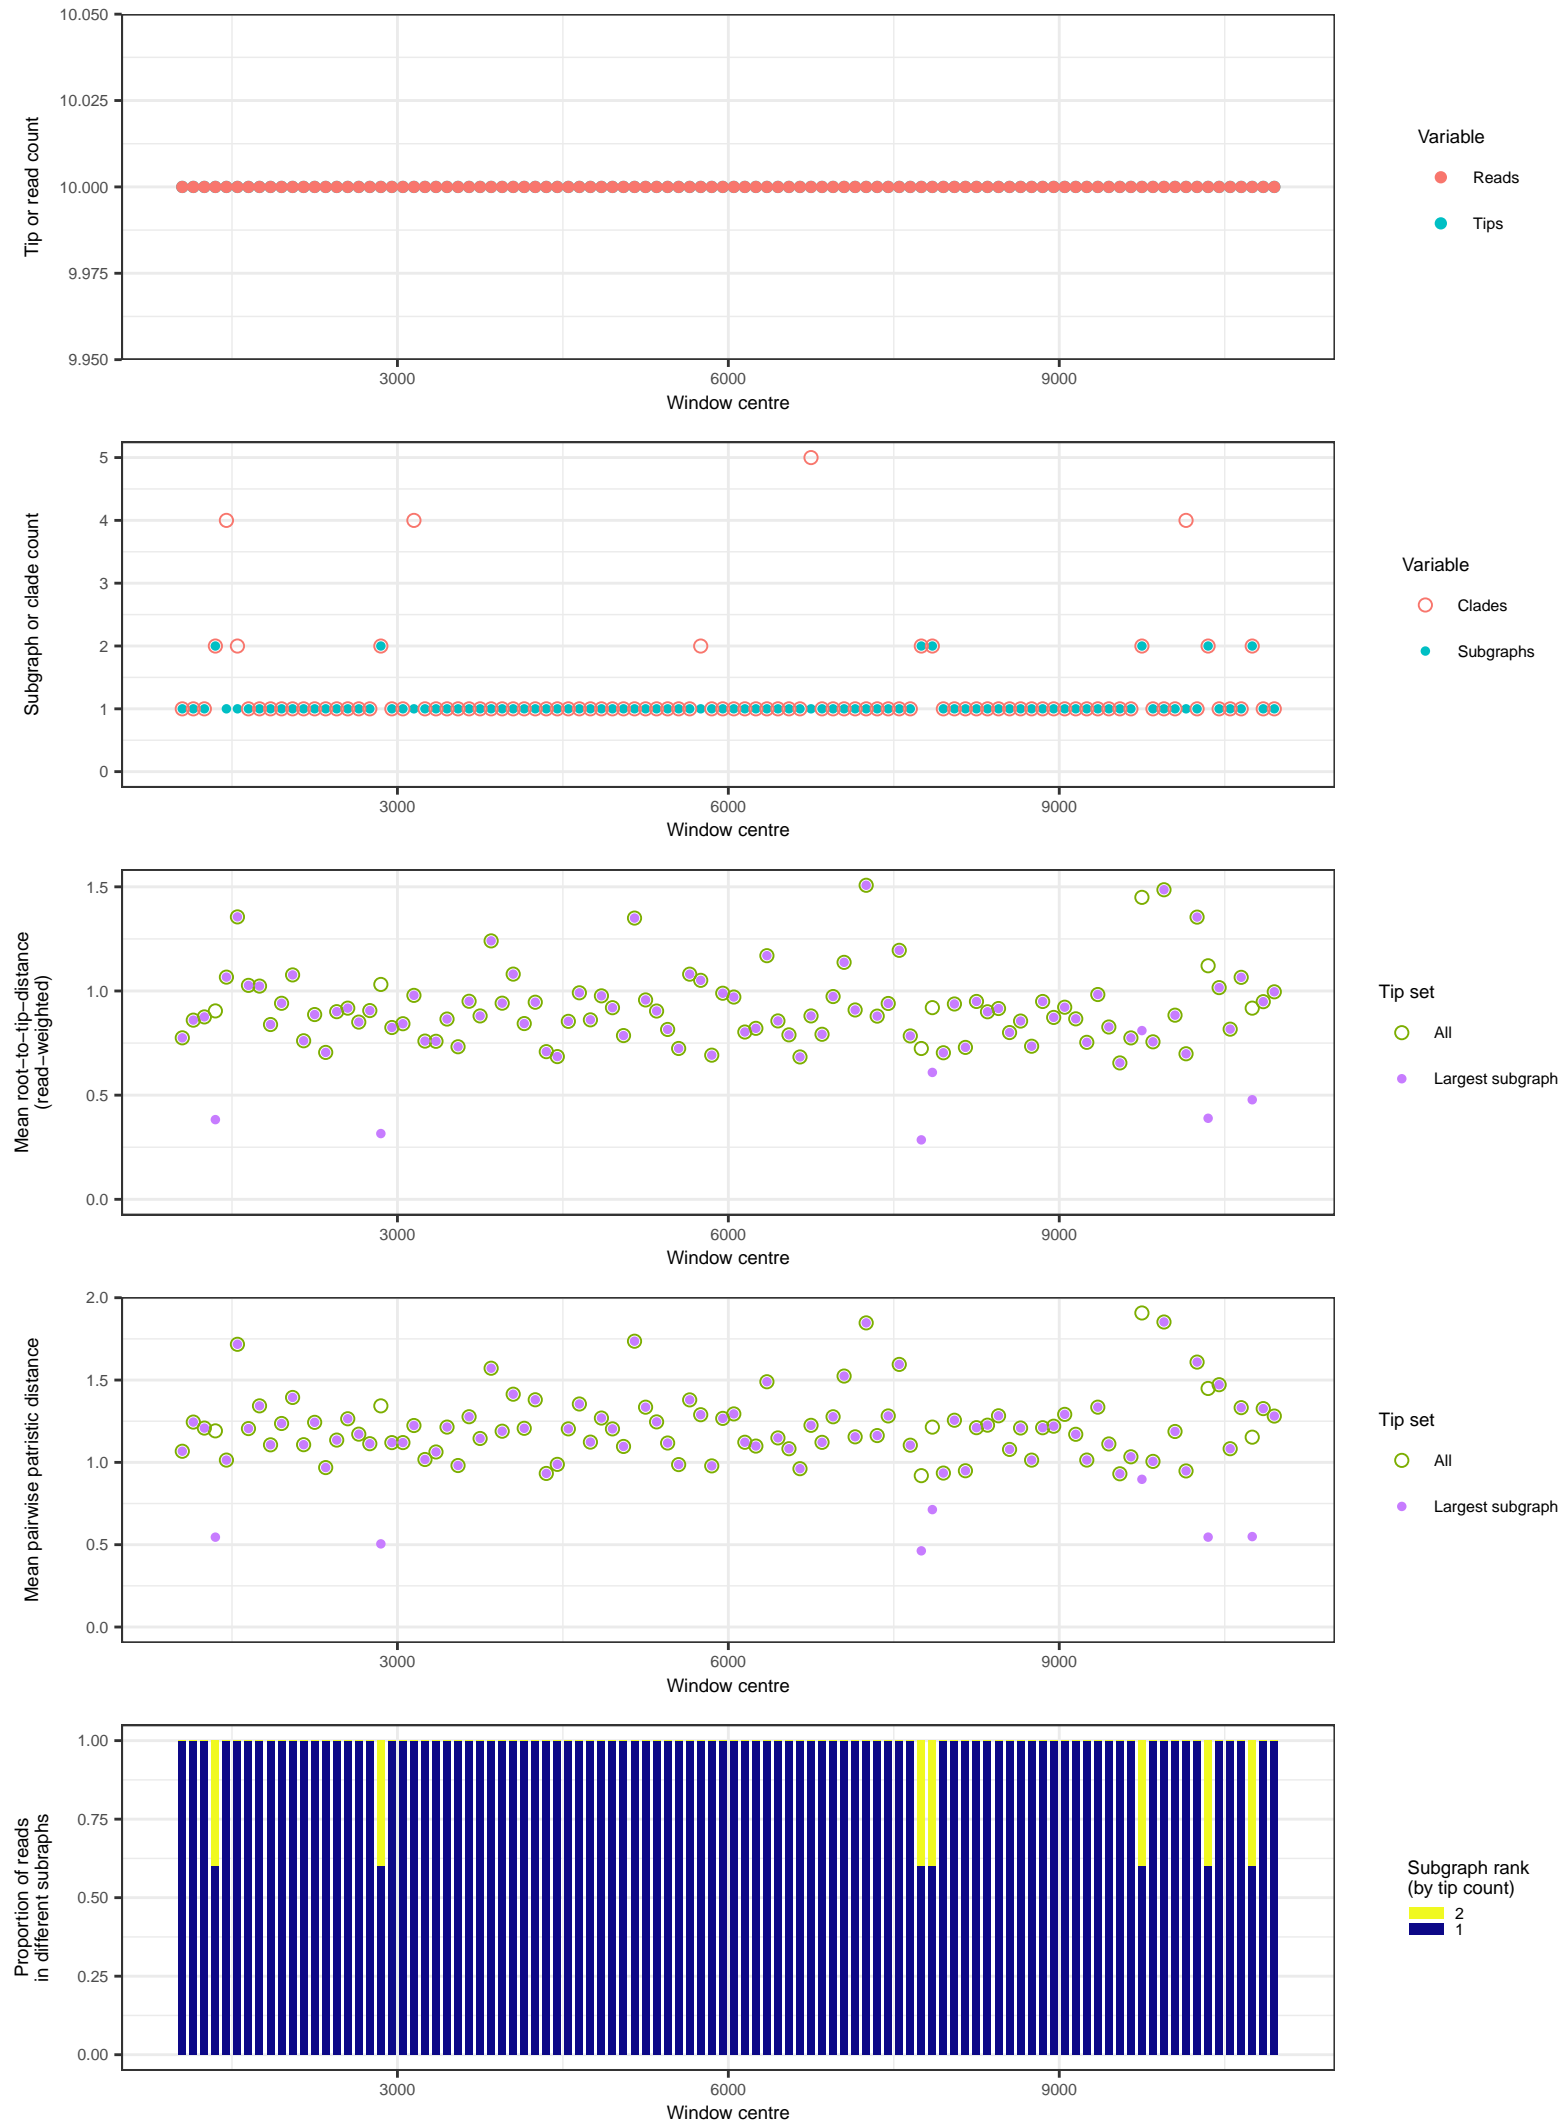 10.050
10.025
10.000
9.975
9.950
Tip or read count
3000
6000
9000
Window centre
Variable
Reads
Tips
5
4
3
2
1
0
Subgraph or clade count
3000
6000
9000
Window centre
Variable
Clades
Subgraphs
1.5
1.0
0.5
0.0
Mean root−to−tip−distance
(read−weighted)
3000
6000
9000
Window centre
Tip set
All
Largest subgraph
2.0
1.5
1.0
0.5
0.0
Mean pairwise patristic distance
3000
6000
9000
Window centre
Tip set
All
Largest subgraph
1.00
0.75
0.50
0.25
0.00
Proportion of reads
in different subraphs
3000
6000
9000
Window centre
Subgraph rank
(by tip count)
2
1